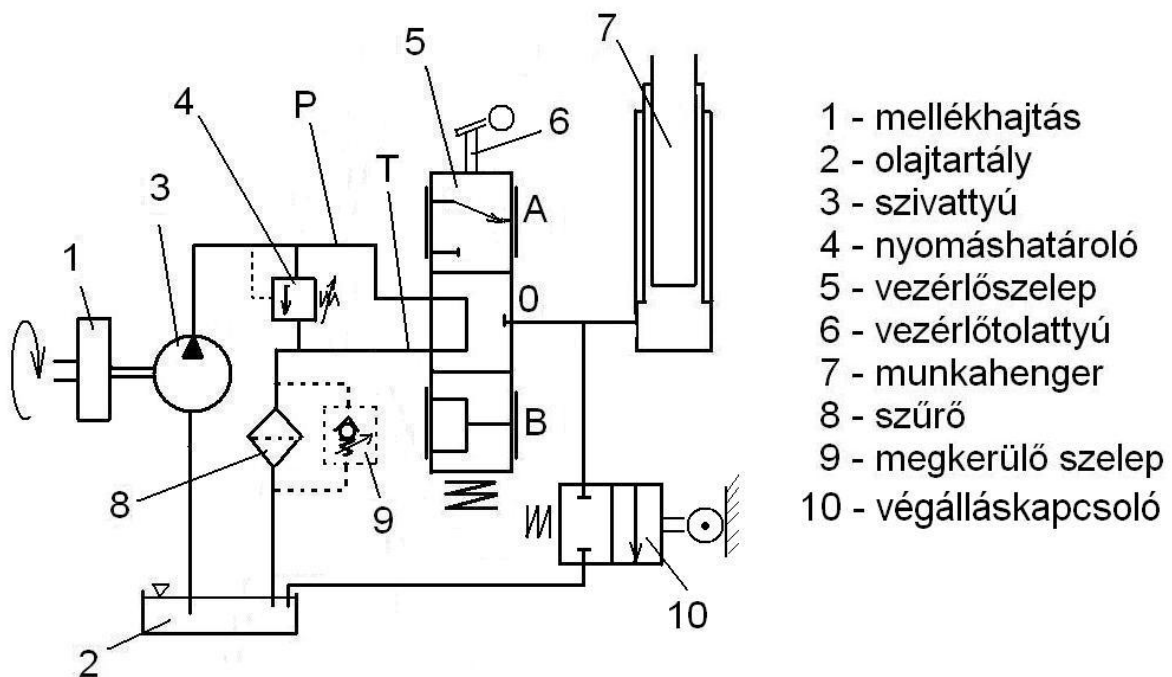 7
5
4
P
6
T
3
A
1
0
B
8
9
10
2
1 - mellékhajtás
2 - olajtartály
3 - szivattyú
4 - nyomáshatároló
5 - vezérlőszelep
6 - vezérlőtolattyú
7 - munkahenger
8 - szűrő
9 - megkerülő szelep
10 - végálláskapcsoló